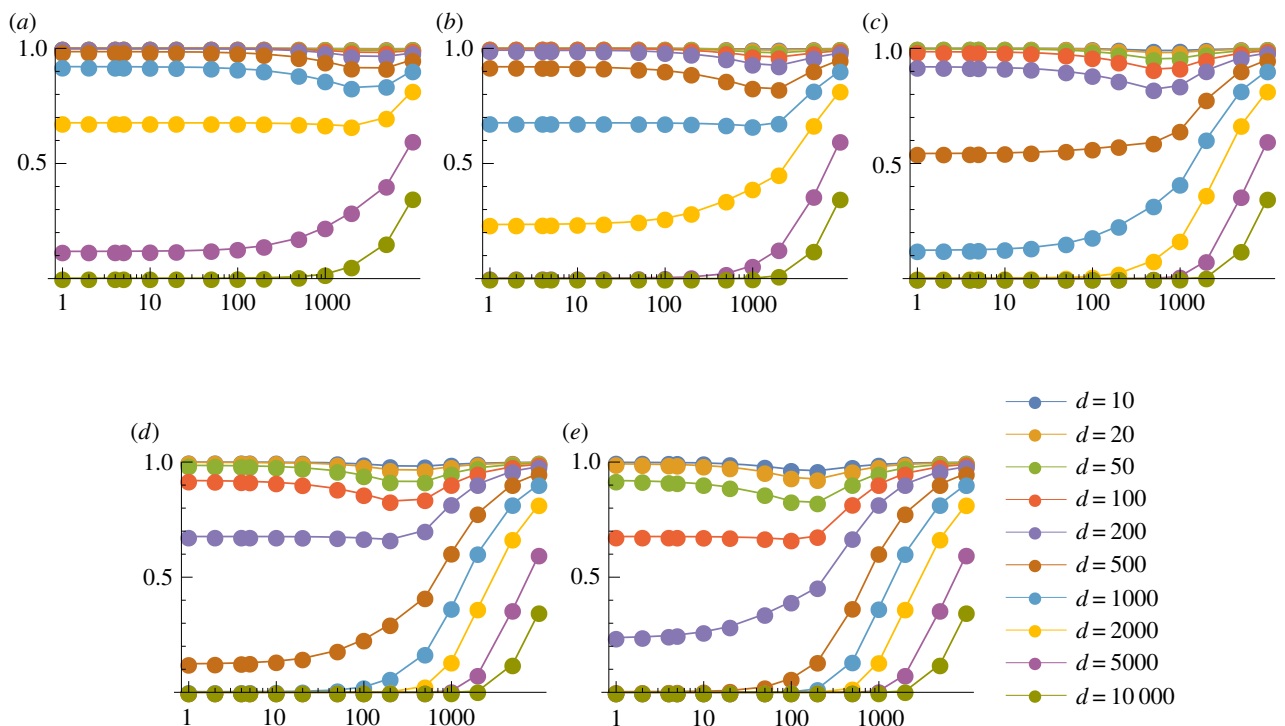 (a)
(b)
(c)
1.0
1.0
1.0
0.5
0.5
0.5
1 10 100 1000
1 10 100 1000
1 10 100 1000
(d)
(e)
1.0
1.0
0.5
0.5
1 10 100 1000
1 10 100 1000
d = 10
d = 20
d = 50
d = 100
d = 200
d = 500
d = 1000
d = 2000
d = 5000
d = 10 000